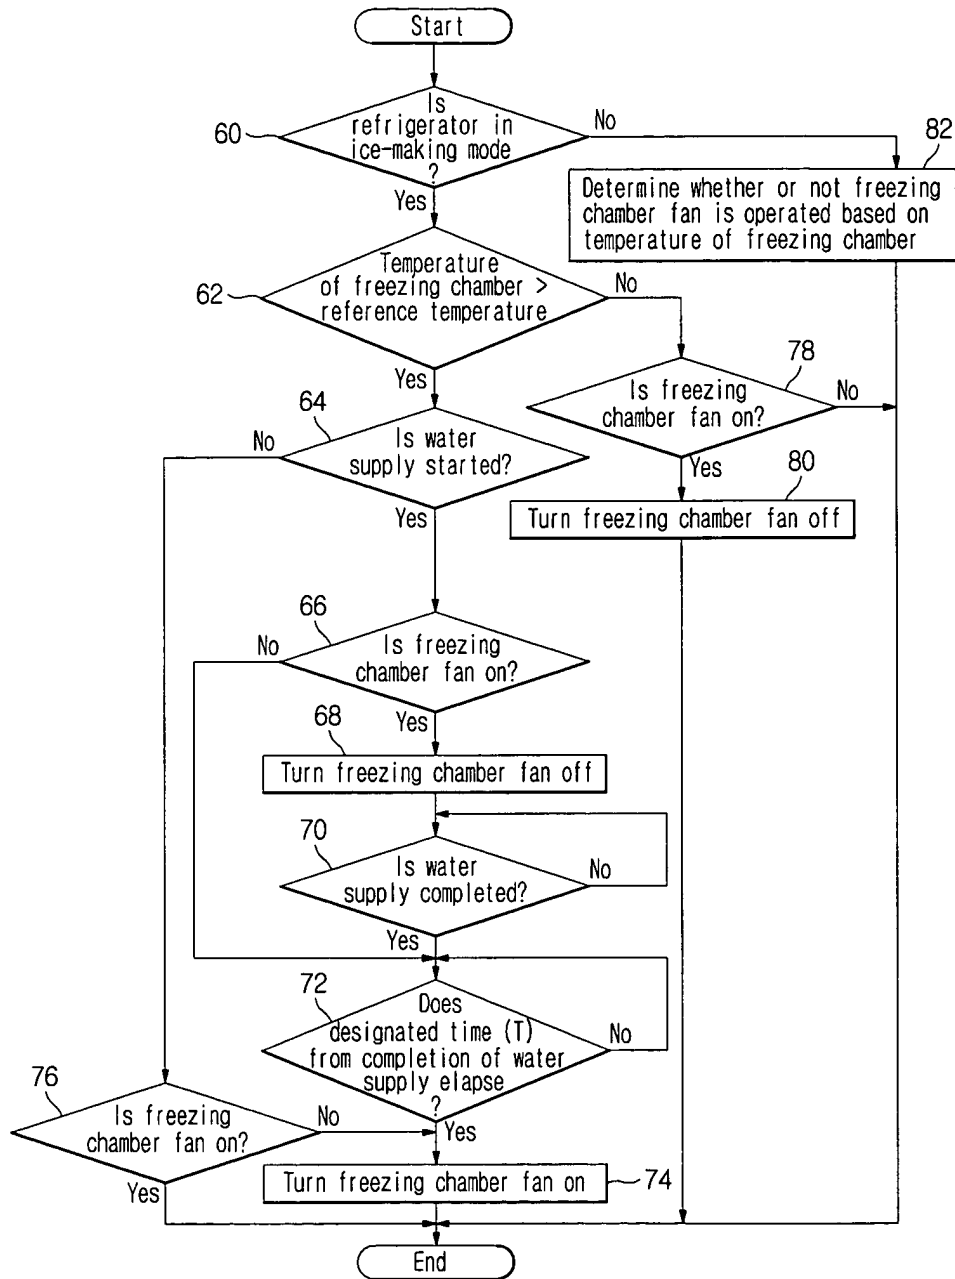 Start
Is
refrigerator in
ice-making mode
?
60
No
Yes
82
Determine whether or not freezing
chamber fan is operated based on
temperature of freezing chamber
Temperature
of freezing chamber >
reference temperature
62
No
Yes
78
Is freezing
chamber fan on?
No
Yes
64
Is water
supply started?
No
Yes
80
Turn freezing chamber fan off
66
Is freezing
chamber fan on?
No
Yes
68
Turn freezing chamber fan off
70
Is water
supply completed?
No
Yes
72
Does
designated time (T)
from completion of water
supply elapse
?
No
Yes
76
Is freezing
chamber fan on?
No
Yes
Turn freezing chamber fan on
74
End